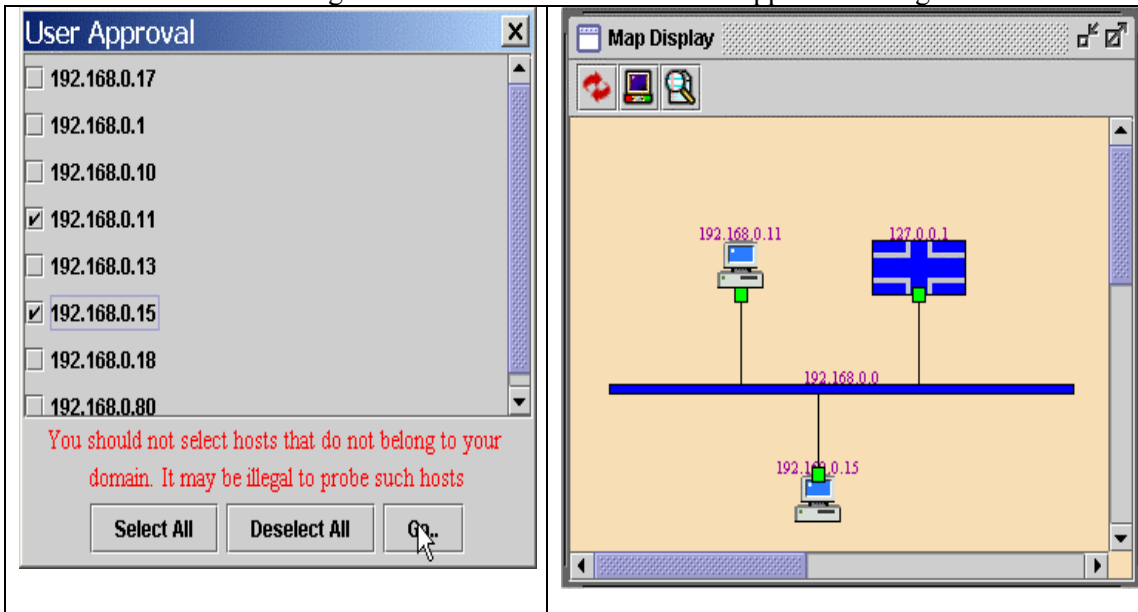 User Approval
192.168.0.17
192.168.0.1
192.168.0.10
192.168.0.11
192.168.0.13
192.168.0.15
192.168.0.18
192.168.0.80
You should not select hosts that do not belong to your
domain. It may be illegal to probe such hosts
Select All
Deselect All
Map Display
192.168.0.11
127.0.0.1
192.168.0.0